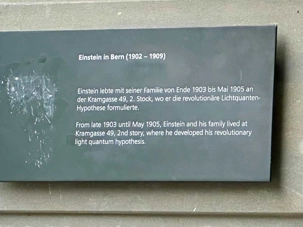 Einstein in Bern (1902 – 1909)
Einstein lebte mit seiner Familie von Ende 1903 bis Mai 1905 an
der Kramgasse 49, 2. Stock, wo er die revolutionäre Lichtquanten-
Hypothese formulierte.
From late 1903 until May 1905, Einstein and his family lived at
Kramgasse 49, 2nd story, where he developed his revolutionary
light quantum hypothesis.